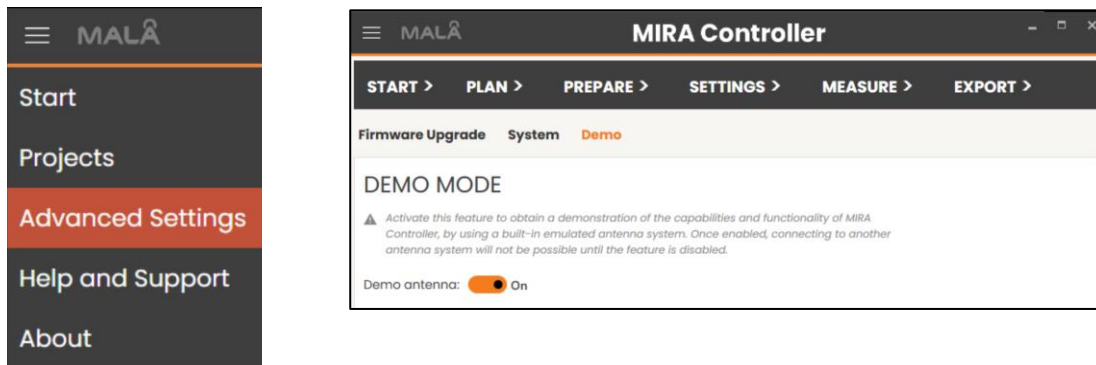 MALÅ
Start
Projects
Advanced Settings
Help and Support
About
MALÅ MIRA Controller
START > PLAN > PREPARE > SETTINGS > MEASURE > EXPORT >
Firmware Upgrade System Demo
DEMO MODE
Activate this feature to obtain a demonstration of the capabilities and functionality of MIRA
Controller, by using a built-in emulated antenna system. Once enabled, connecting to another
antenna system will not be possible until the feature is disabled.
Demo antenna: On